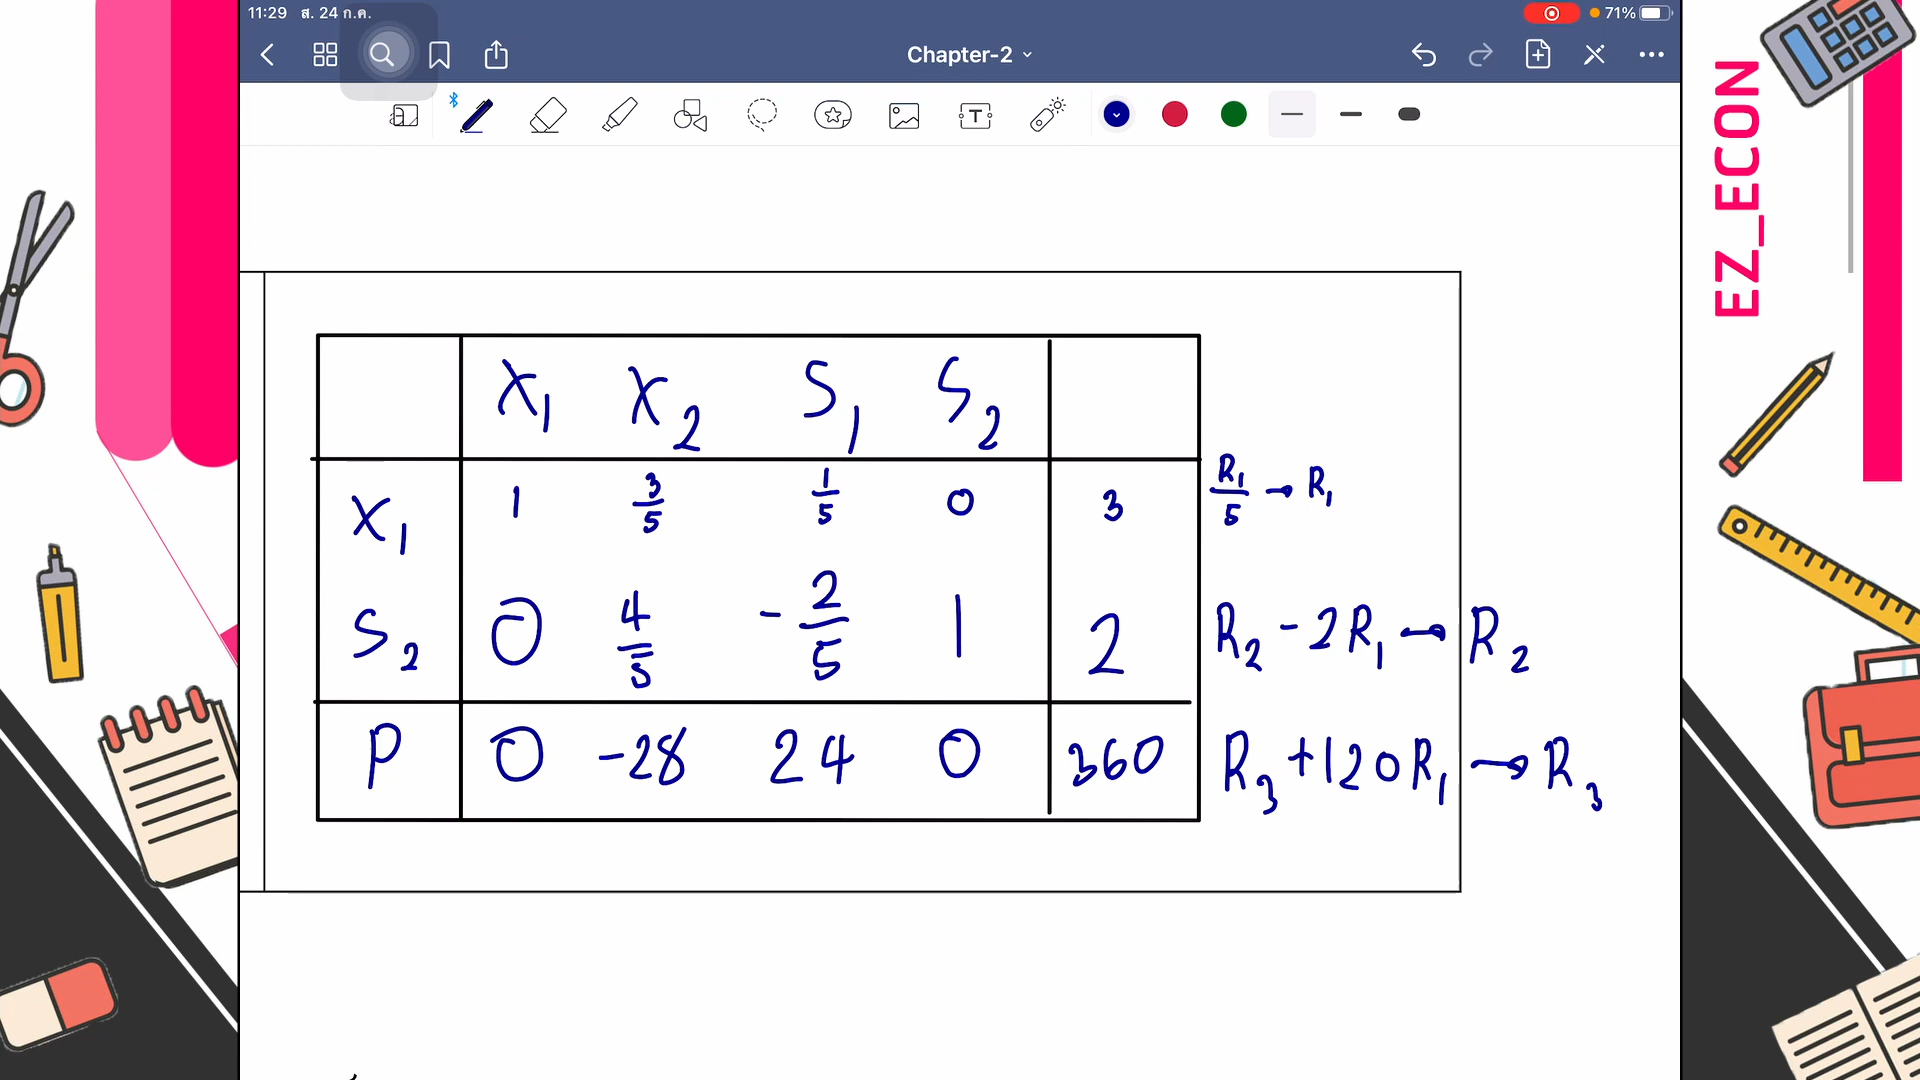 11:29 ส. 24 ก.ค. 71%
Chapter-2
EZ_ECON
X₁ X₂ S₁ S₂
X₁ 1 3/5 1/5 0 3 R₁/5 → R₁
S₂ 0 4/5 -2/5 1 2 R₂ - 2R₁ → R₂
P 0 -28 24 0 360 R₃ + 120R₁ → R₃